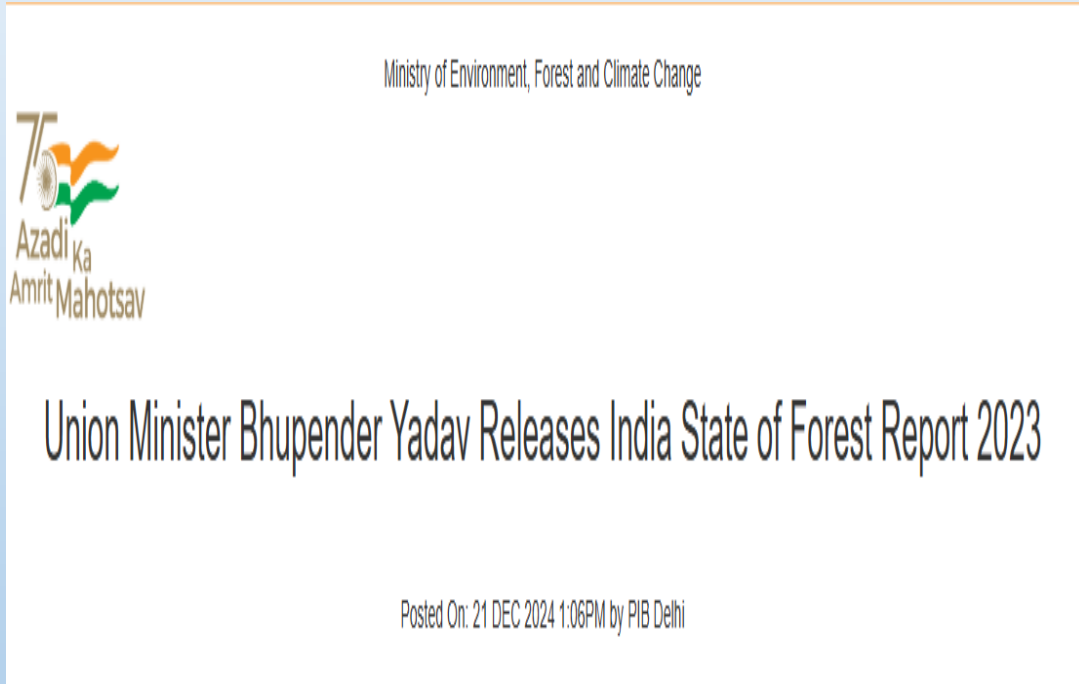 Ministry of Environment, Forest and Climate Change
75
Azadi Ka
Amrit Mahotsav
Union Minister Bhupender Yadav Releases India State of Forest Report 2023
Posted On: 21 DEC 2024 1:06PM by PIB Delhi